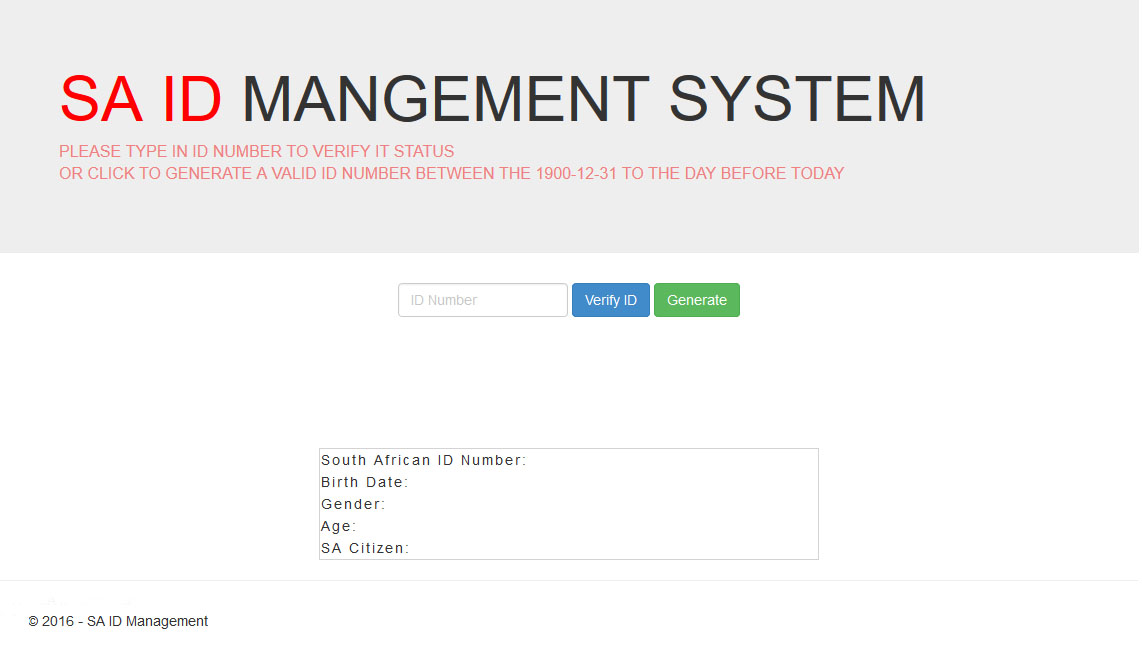 SA ID MANGEMENT SYSTEM
PLEASE TYPE IN ID NUMBER TO VERIFY IT STATUS
OR CLICK TO GENERATE A VALID ID NUMBER BETWEEN THE 1900-12-31 TO THE DAY BEFORE TODAY
ID Number Verify ID Generate
South African ID Number:
Birth Date:
Gender:
Age:
SA Citizen:
© 2016 - SA ID Management